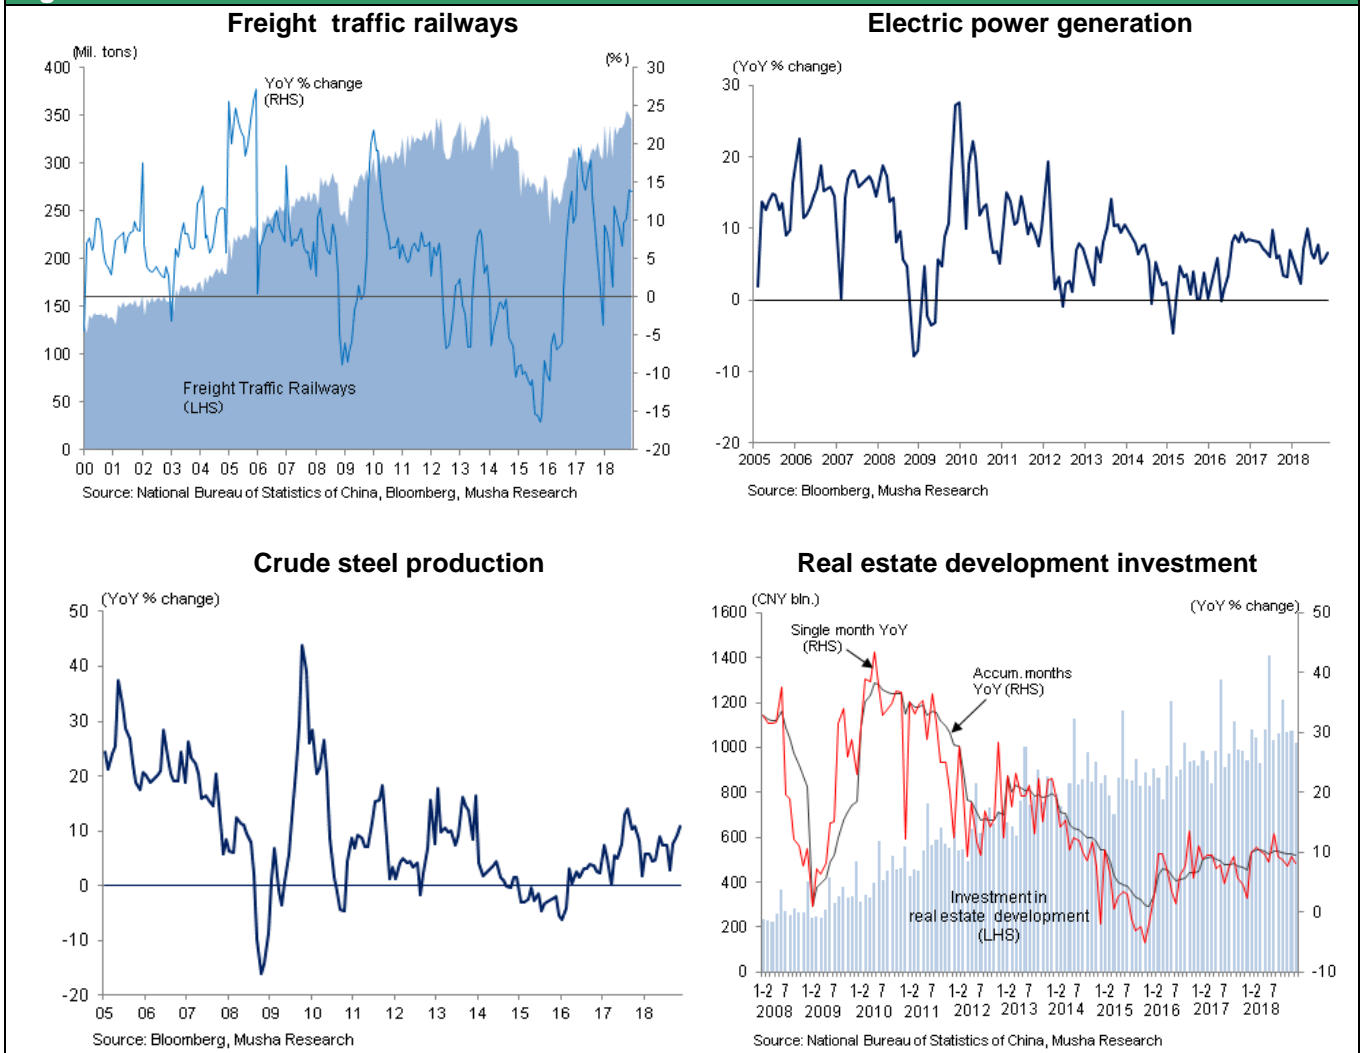 Freight traffic railways
(Mil. tons)
(%)
400
350
300
250
200
150
100
50
0
30
25
20
15
10
5
0
-5
-10
-15
-20
YoY % change
(RHS)
Freight Traffic Railways
(LHS)
00 01 02 03 04 05 06 07 08 09 10 11 12 13 14 15 16 17 18
Source: National Bureau of Statistics of China, Bloomberg, Musha Research
Electric power generation
(YoY % change)
30
20
10
0
-10
-20
2005 2006 2007 2008 2009 2010 2011 2012 2013 2014 2015 2016 2017 2018
Source: Bloomberg, Musha Research
Crude steel production
(YoY % change)
50
40
30
20
10
0
-10
-20
05 06 07 08 09 10 11 12 13 14 15 16 17 18
Source: Bloomberg, Musha Research
Real estate development investment
(CNY bln.)
(YoY % change)
1600
1400
1200
1000
800
600
400
200
0
50
40
30
20
10
0
-10
Single month YoY
(RHS)
Accum. months
YoY (RHS)
Investment in
real estate development
(LHS)
1-2 7 1-2 7 1-2 7 1-2 7 1-2 7 1-2 7 1-2 7 1-2 7 1-2 7 1-2 7 1-2 7
2008 2009 2010 2011 2012 2013 2014 2015 2016 2017 2018
Source: National Bureau of Statistics of China, Musha Research